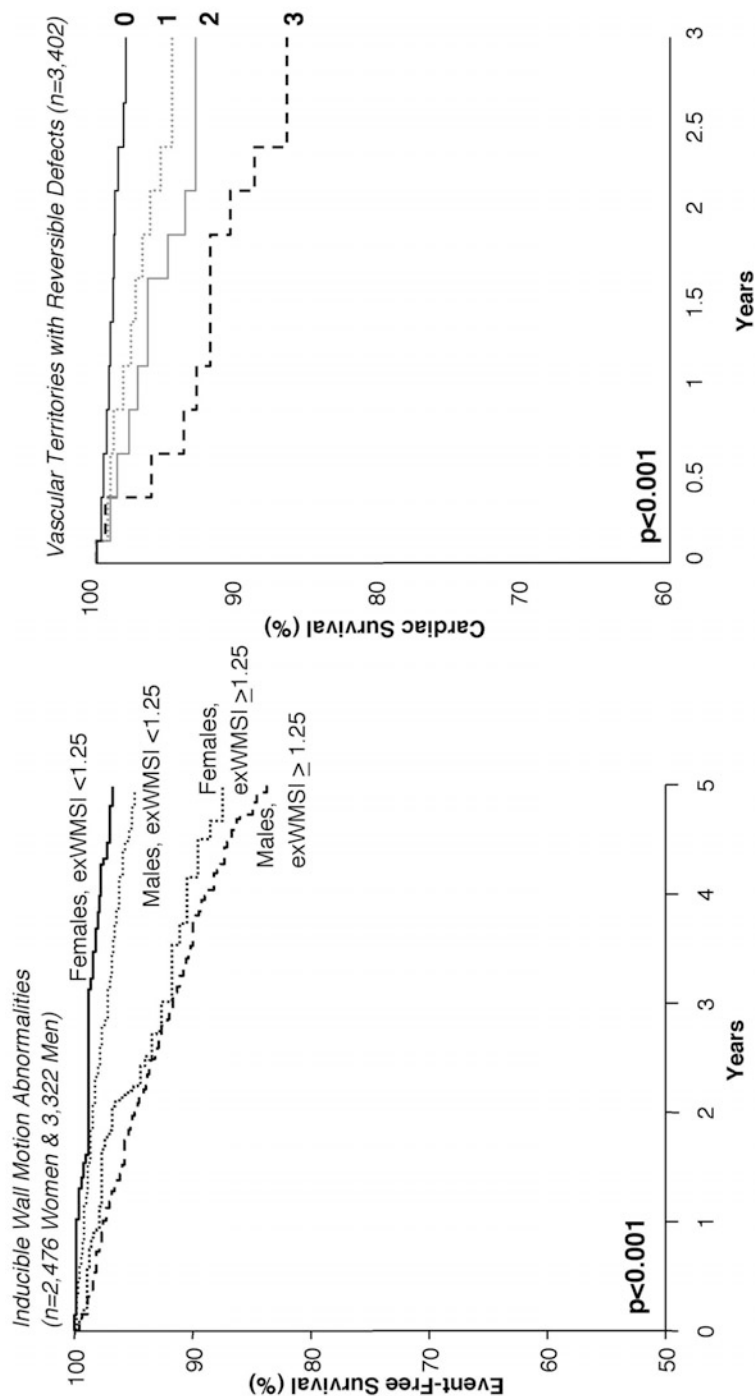 Inducible Wall Motion Abnormalities
(n=2,476 Women & 3,322 Men)
Event-Free Survival (%)
100
90
80
70
60
50
Females, exWMSI <1.25
Males, exWMSI <1.25
Females,
exWMSI ≥1.25
Males,
exWMSI ≥ 1.25
p<0.001
0
1
2
3
4
5
Years
Vascular Territories with Reversible Defects (n=3,402)
Cardiac Survival (%)
100
90
80
70
60
0
1
2
3
p<0.001
0
0.5
1
1.5
2
2.5
3
Years